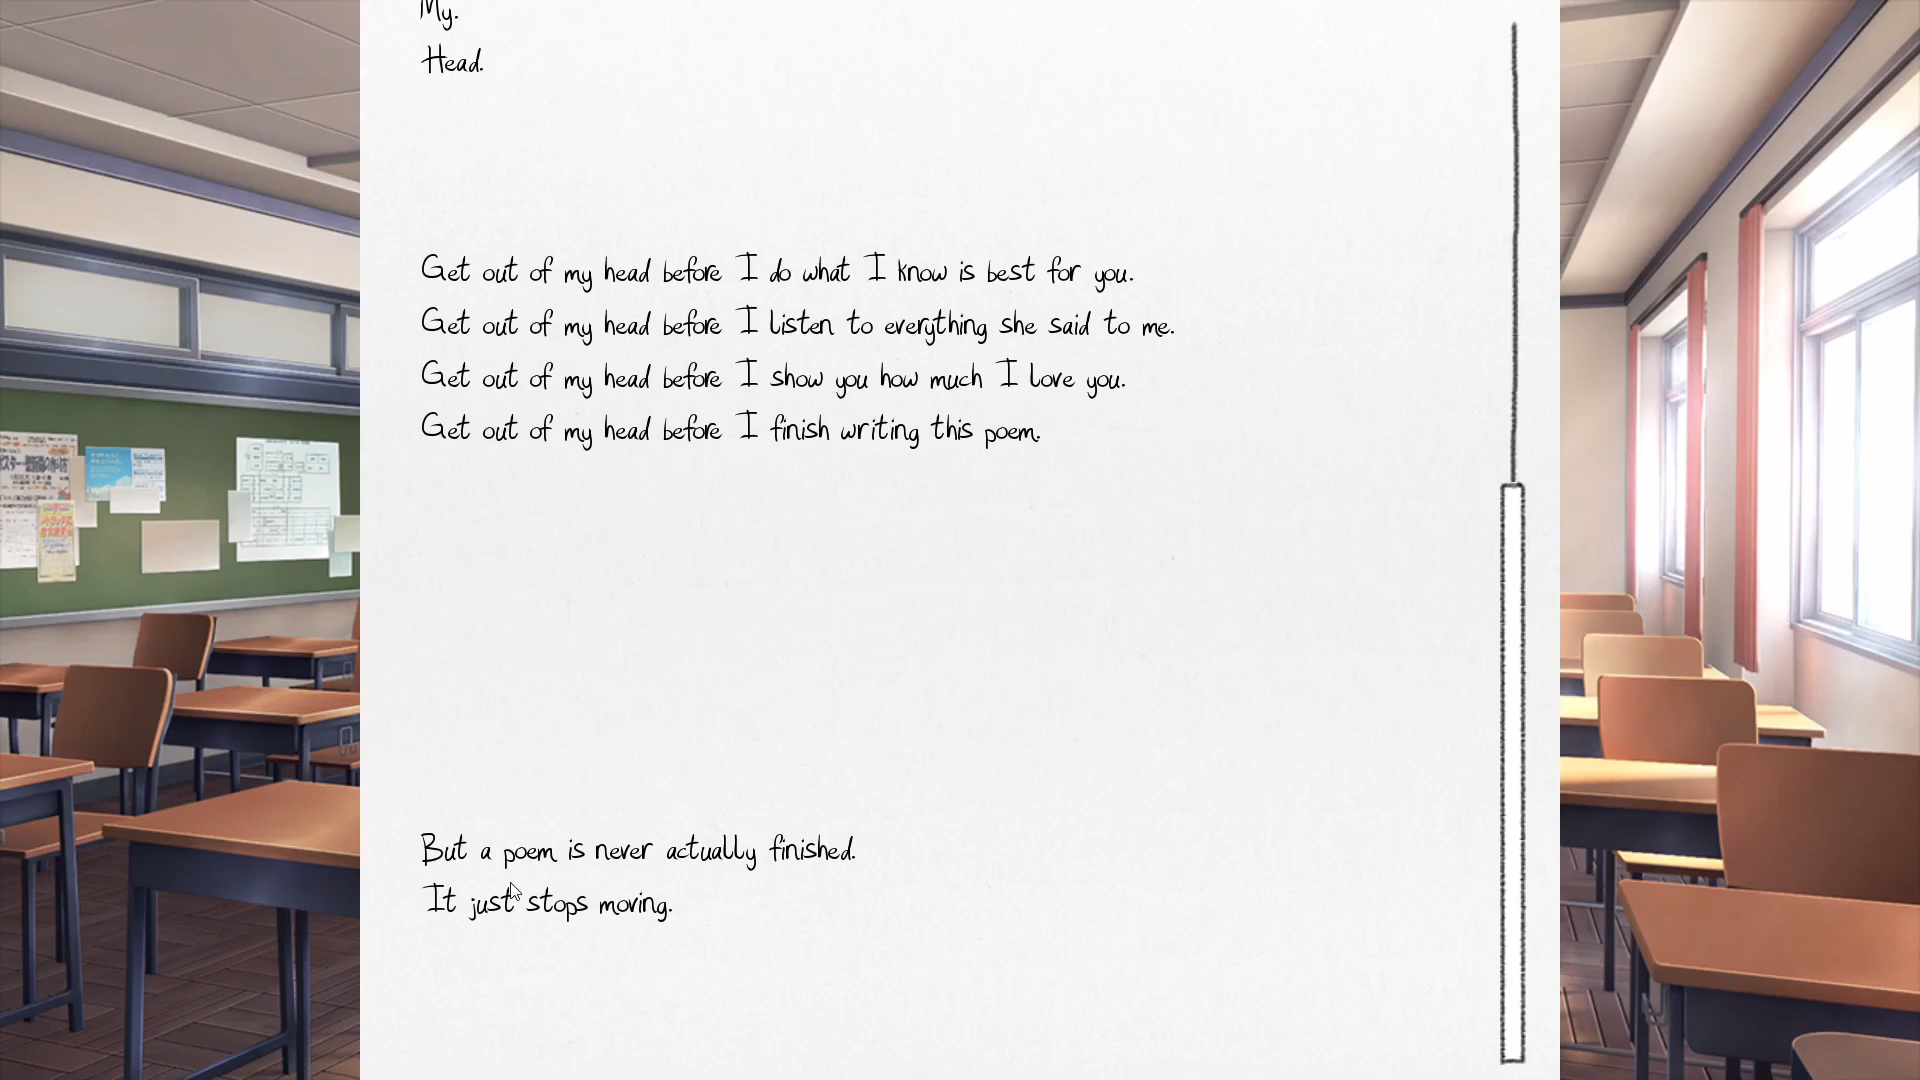 My.
Head.
Get out of my head before I do what I know is best for you.
Get out of my head before I listen to everything she said to me.
Get out of my head before I show you how much I love you.
Get out of my head before I finish writing this poem.
But a poem is never actually finished.
It just stops moving.